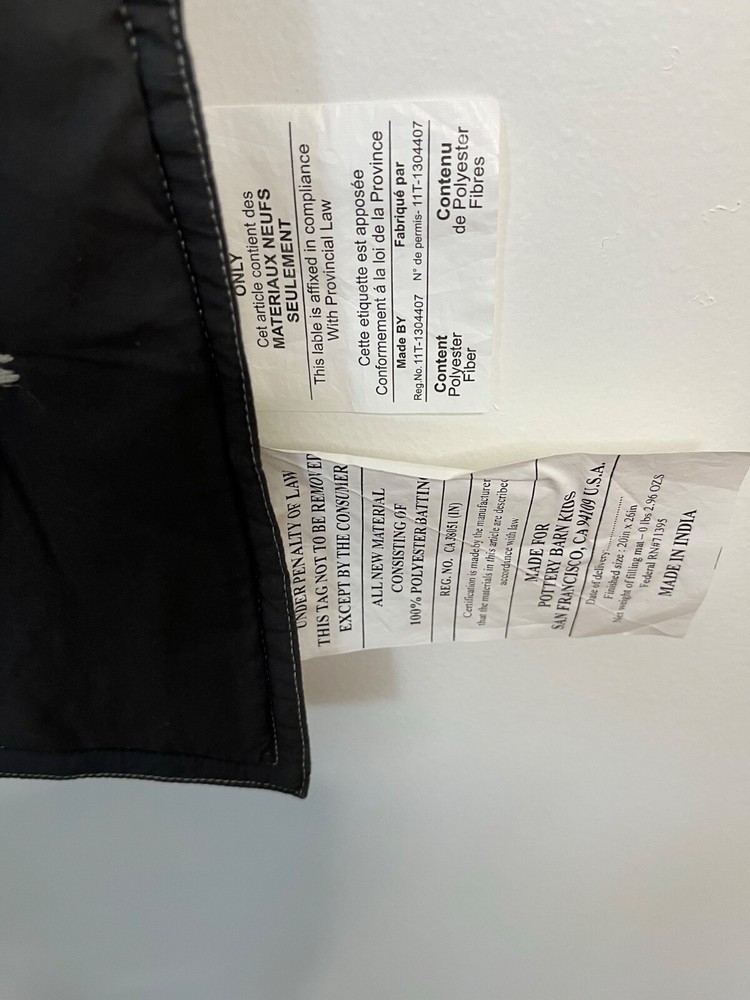 ONLY
Cet article contient des
MATERIAUX NEUFS
SEULEMENT
This lable is affixed in compliance
With Provincial Law
Cette etiquette est apposée
Conformement á la loi de la Province
Made BY Fabriqué par
Reg.No. 11T-1304407 N° de permis- 11T-1304407
Content Contenu
Polyester de Polyester
Fiber Fibres
UNDER PENALTY OF LAW
THIS TAG NOT TO BE REMOVED
EXCEPT BY THE CONSUMER
ALL NEW MATERIAL
CONSISTING OF
100% POLYESTER BATTING
REG. NO. CA38051 (IN)
Certification is made by the manufacturer
that the materials in this article are described
accordance with law
MADE FOR
POTTERY BARN KIDS
SAN FRANCISCO, CA 94109 U.S.A.
Date of delivery:....................
Finished size : 20in x 26in
Net weight of filling mat – 0 lbs 2.96 OZS
Federal RN#71395
MADE IN INDIA